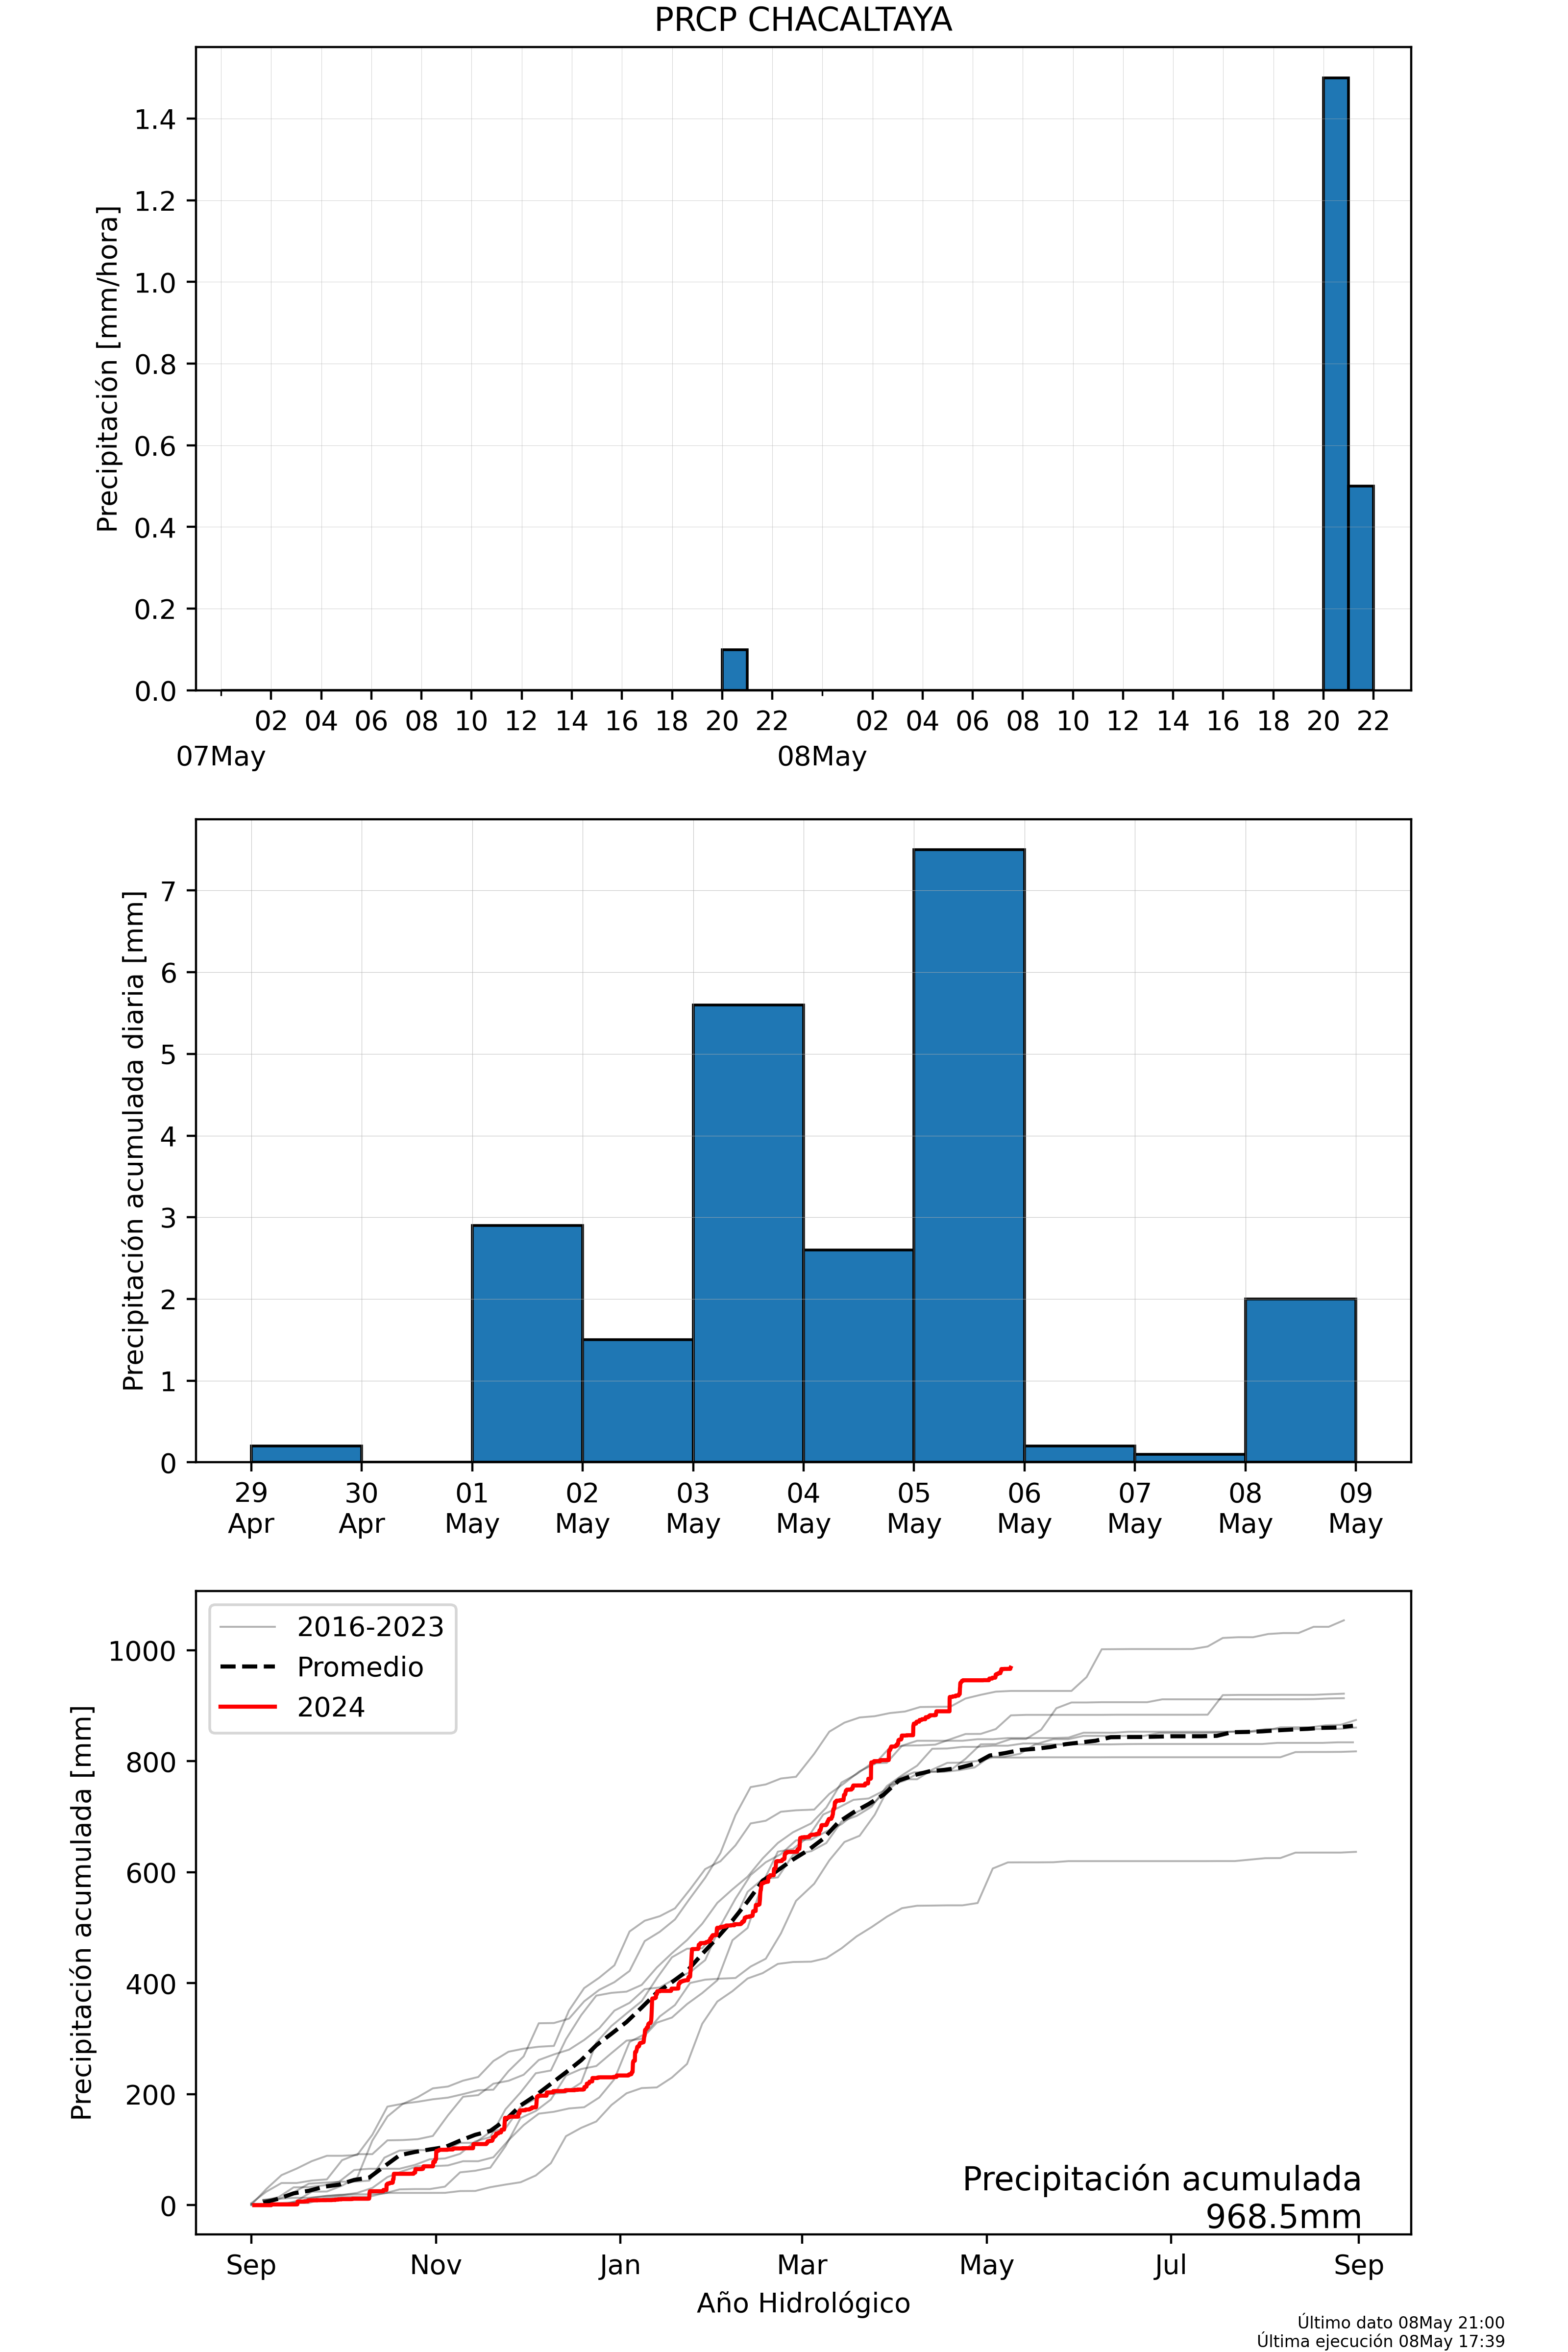 PRCP CHACALTAYA
Precipitación [mm/hora]
1.4
1.2
1.0
0.8
0.6
0.4
0.2
0.0
02 04 06 08 10 12 14 16 18 20 22 02 04 06 08 10 12 14 16 18 20 22
07May 08May
Precipitación acumulada diaria [mm]
7
6
5
4
3
2
1
0
29 30 01 02 03 04 05 06 07 08 09
Apr Apr May May May May May May May May May
Precipitación acumulada [mm]
1000
800
600
400
200
0
2016-2023
Promedio
2024
Precipitación acumulada
968.5mm
Sep Nov Jan Mar May Jul Sep
Año Hidrológico
Último dato 08May 21:00
Última ejecución 08May 17:39